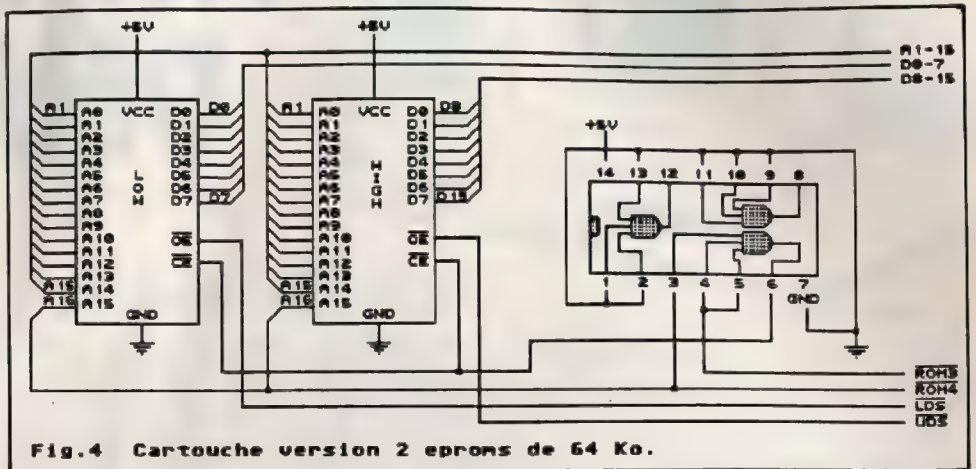 +5V
+5V
A1-15
D0-7
D8-15
A1
A0
VCC
D0
D0
A1
A0
VCC
D0
D8
A1
D1
A1
D1
A2
D2
A2
D2
A3
D3
A3
D3
A4
D4
A4
D4
A5
D5
A5
D5
A6
D6
A6
D6
A7
D7
D7
A7
D7
D15
LOW
HIGH
A8
A8
A9
A9
A10
OE
A10
OE
A11
A11
A12
CE
A12
CE
A13
A13
A15
A14
A15
A14
A16
A15
A16
A15
GND
GND
+5V
14 13 12 11 10 9 8
1 2 3 4 5 6 7
GND
ROM3
ROM4
LDS
UDS
Fig.4 Cartouche version 2 eproms de 64 Ko.